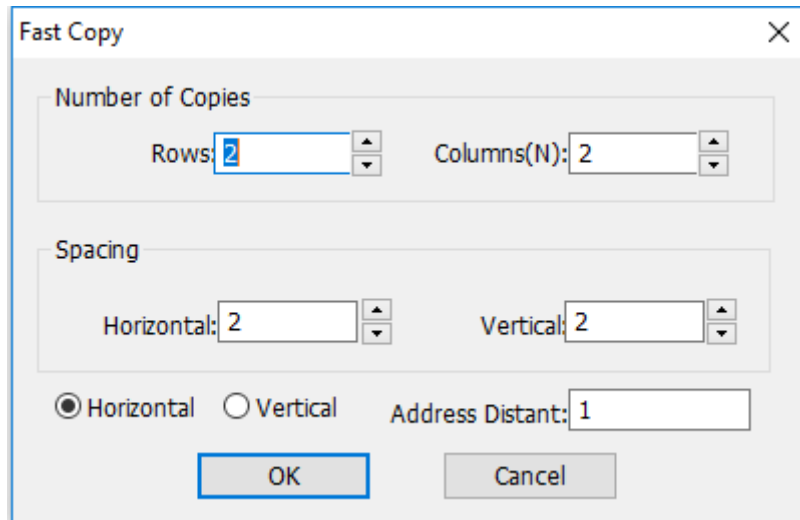 Fast Copy
Number of Copies
Rows: 2 Columns(N): 2
Spacing
Horizontal: 2 Vertical: 2
Horizontal Vertical Address Distant: 1
OK Cancel